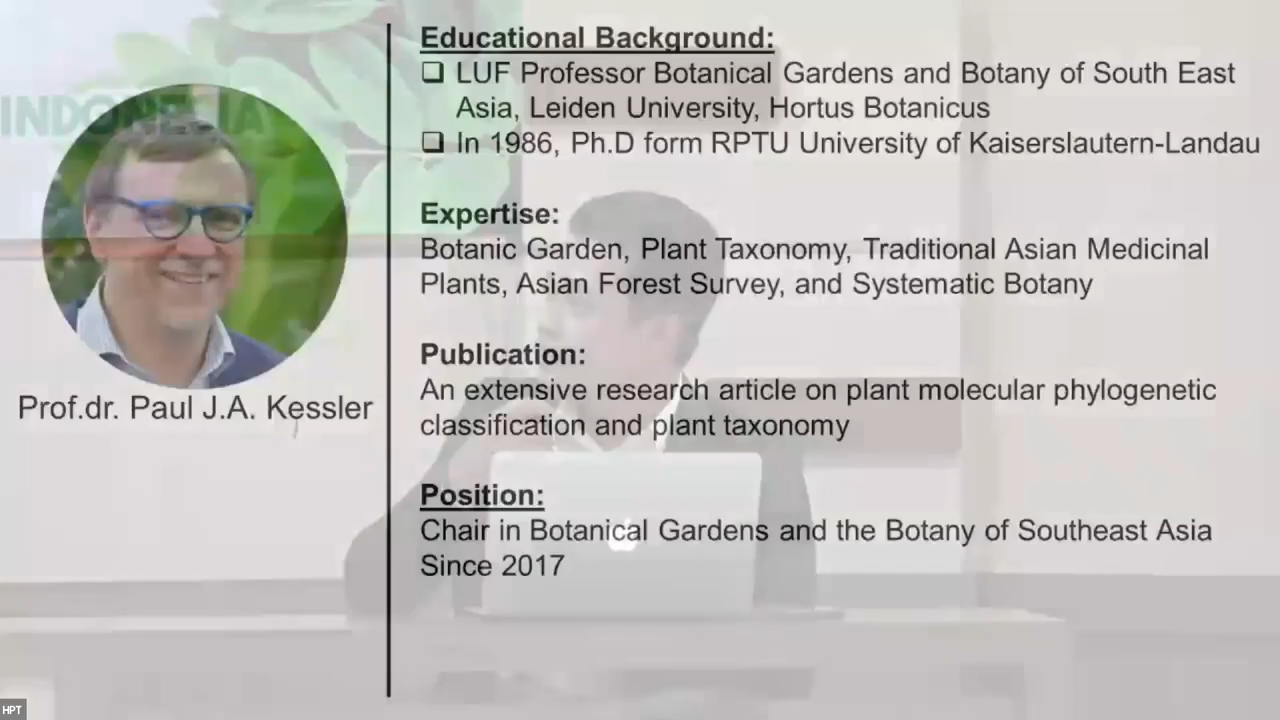 INDONESIA
Prof.dr. Paul J.A. Kessler
Educational Background:
❑ LUF Professor Botanical Gardens and Botany of South East
Asia, Leiden University, Hortus Botanicus
❑ In 1986, Ph.D form RPTU University of Kaiserslautern-Landau
Expertise:
Botanic Garden, Plant Taxonomy, Traditional Asian Medicinal
Plants, Asian Forest Survey, and Systematic Botany
Publication:
An extensive research article on plant molecular phylogenetic
classification and plant taxonomy
Position:
Chair in Botanical Gardens and the Botany of Southeast Asia
Since 2017
HPT